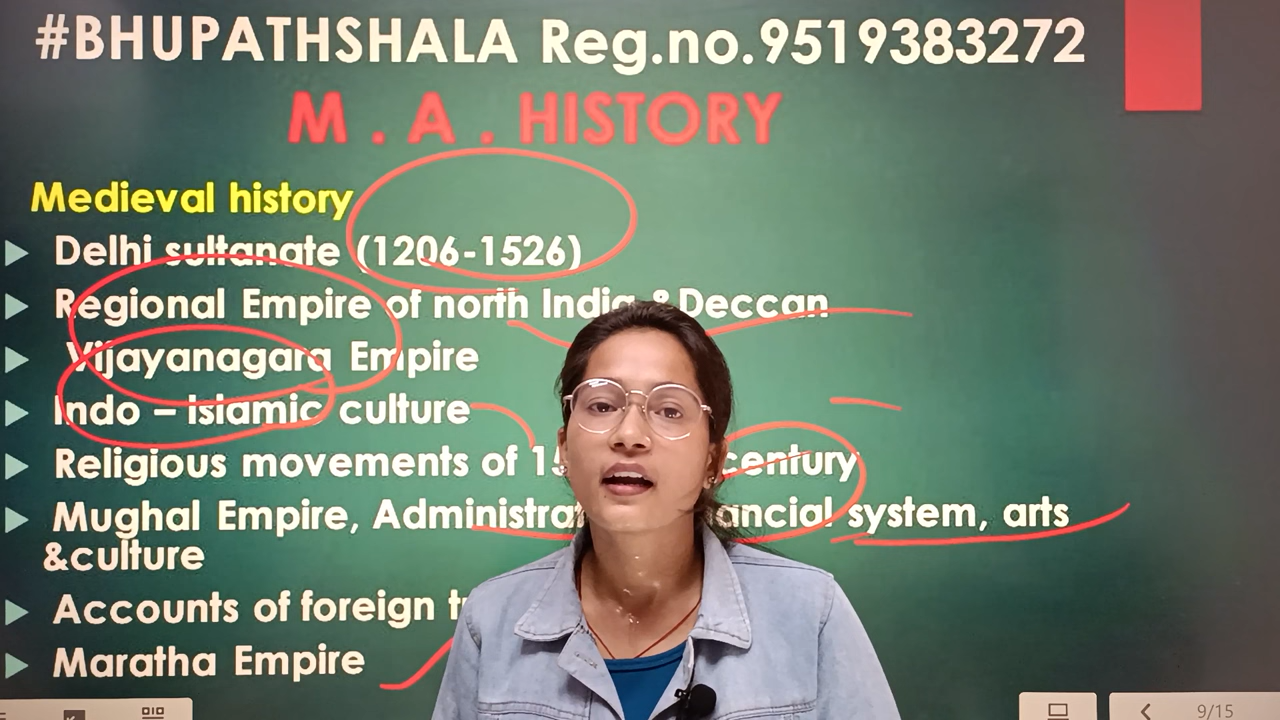 #BHUPATHSHALA Reg.no.9519383272
M . A . HISTORY
Medieval history
Delhi sultanate (1206-1526)
Regional Empire of north India & Deccan
Vijayanagara Empire
Indo – islamic culture
Religious movements of century
Mughal Empire, system, arts
&culture
Accounts of foreign
Maratha Empire
9/15